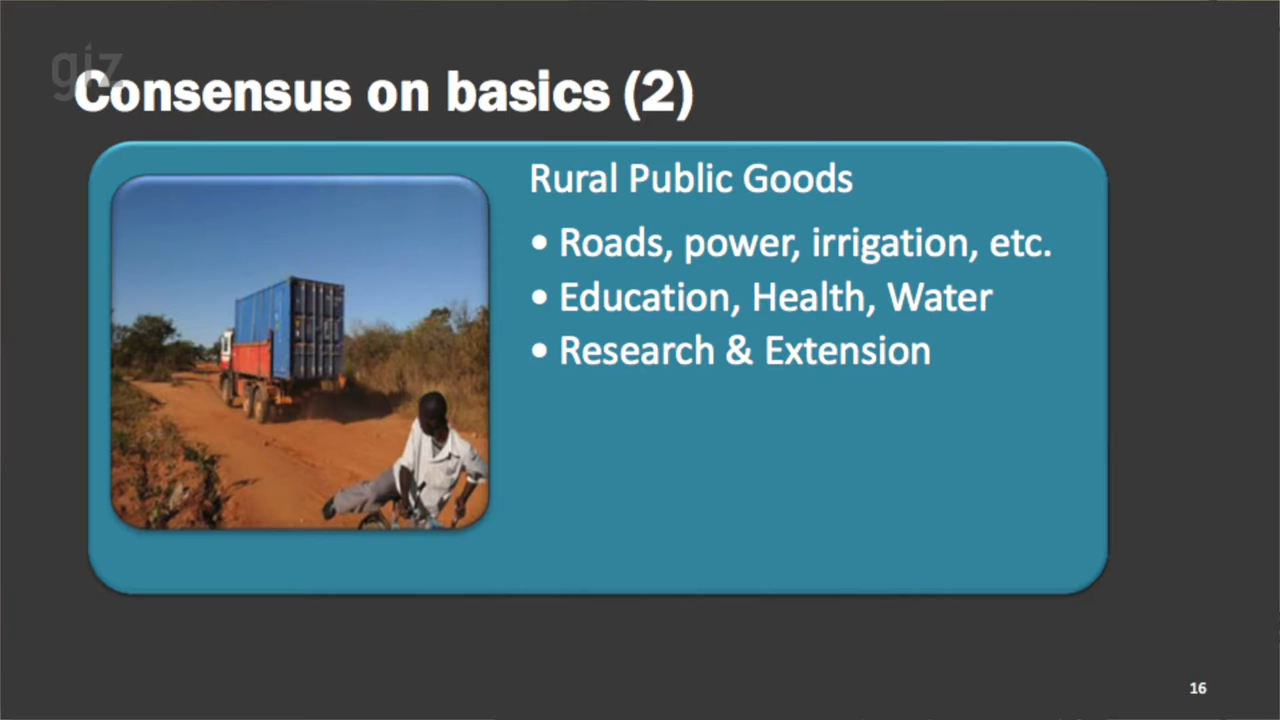 giz
Consensus on basics (2)
Rural Public Goods
• Roads, power, irrigation, etc.
• Education, Health, Water
• Research & Extension
16